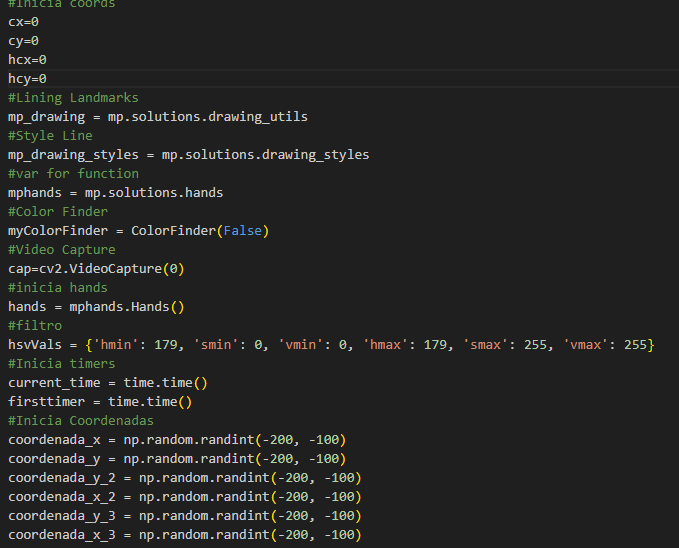 #Inicia coords
cx=0
cy=0
hcx=0
hcy=0
#Lining Landmarks
mp_drawing = mp.solutions.drawing_utils
#Style Line
mp_drawing_styles = mp.solutions.drawing_styles
#var for function
mphands = mp.solutions.hands
#Color Finder
myColorFinder = ColorFinder(False)
#Video Capture
cap=cv2.VideoCapture(0)
#inicia hands
hands = mphands.Hands()
#filtro
hsvVals = {'hmin': 179, 'smin': 0, 'vmin': 0, 'hmax': 179, 'smax': 255, 'vmax': 255}
#Inicia timers
current_time = time.time()
firsttimer = time.time()
#Inicia Coordenadas
coordenada_x = np.random.randint(-200, -100)
coordenada_y = np.random.randint(-200, -100)
coordenada_y_2 = np.random.randint(-200, -100)
coordenada_x_2 = np.random.randint(-200, -100)
coordenada_y_3 = np.random.randint(-200, -100)
coordenada_x_3 = np.random.randint(-200, -100)